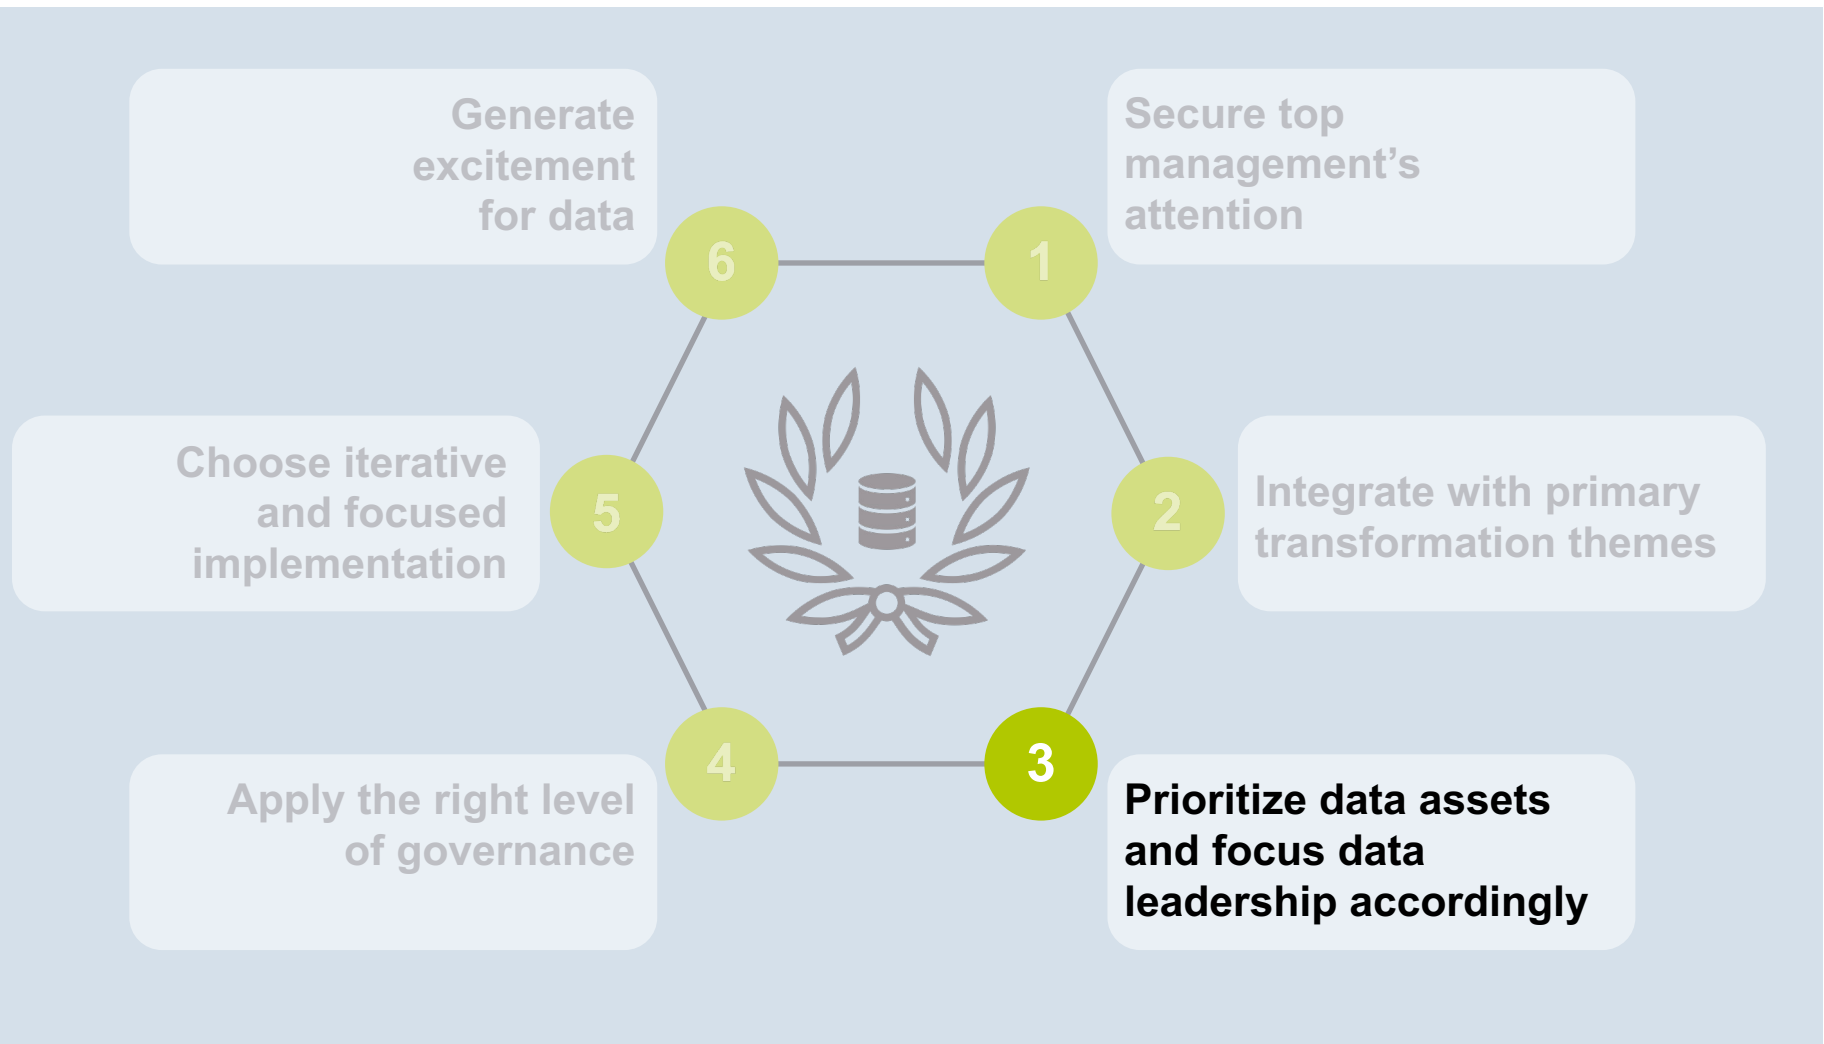 Generate
excitement
for data
6
1
Secure top
management’s
attention
Choose iterative
and focused
implementation
5
2
Integrate with primary
transformation themes
Apply the right level
of governance
4
3
Prioritize data assets
and focus data
leadership accordingly